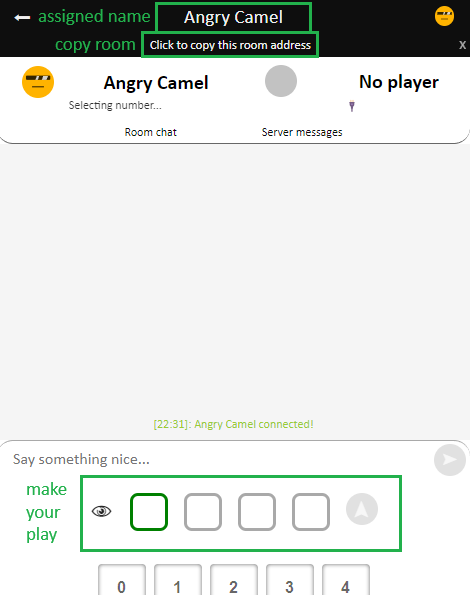 assigned name Angry Camel
copy room Click to copy this room address x
Angry Camel No player
Selecting number...
Room chat Server messages
[22:31]: Angry Camel connected!
Say something nice...
make
your
play
0 1 2 3 4